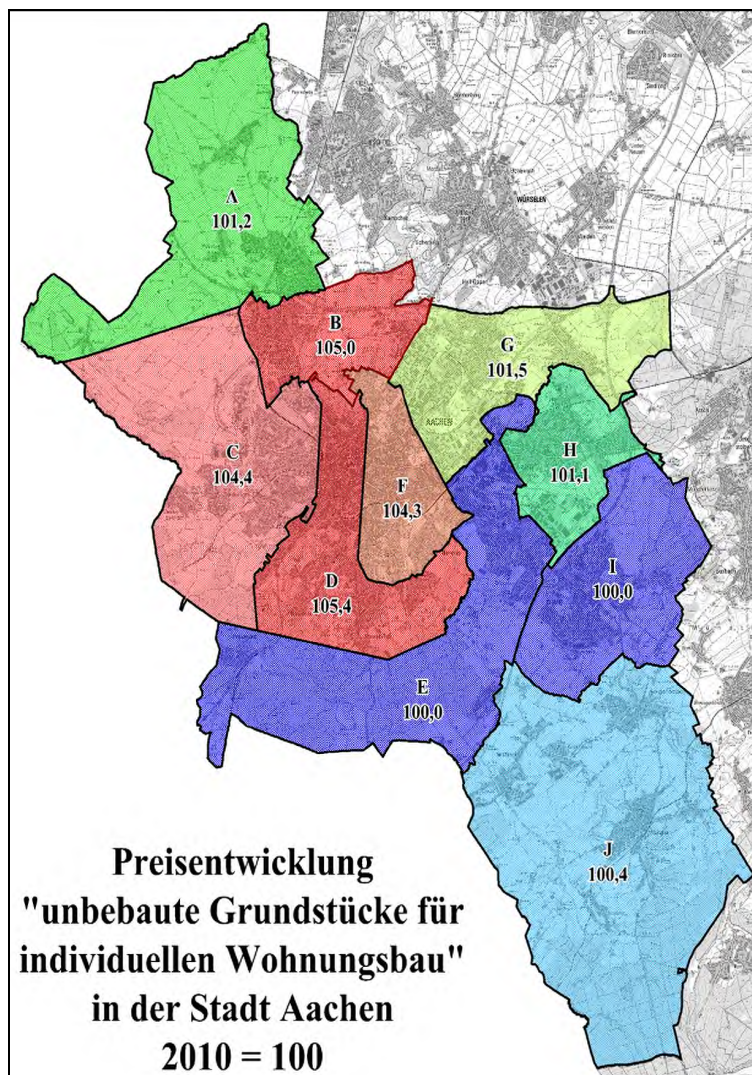 WÜRSELEN
A
101,2
B
105,0
G
101,5
AACHEN
C
104,4
F
104,3
H
101,1
I
100,0
D
105,4
E
100,0
J
100,4
Preisentwicklung
"unbebaute Grundstücke für
individuellen Wohnungsbau"
in der Stadt Aachen
2010 = 100